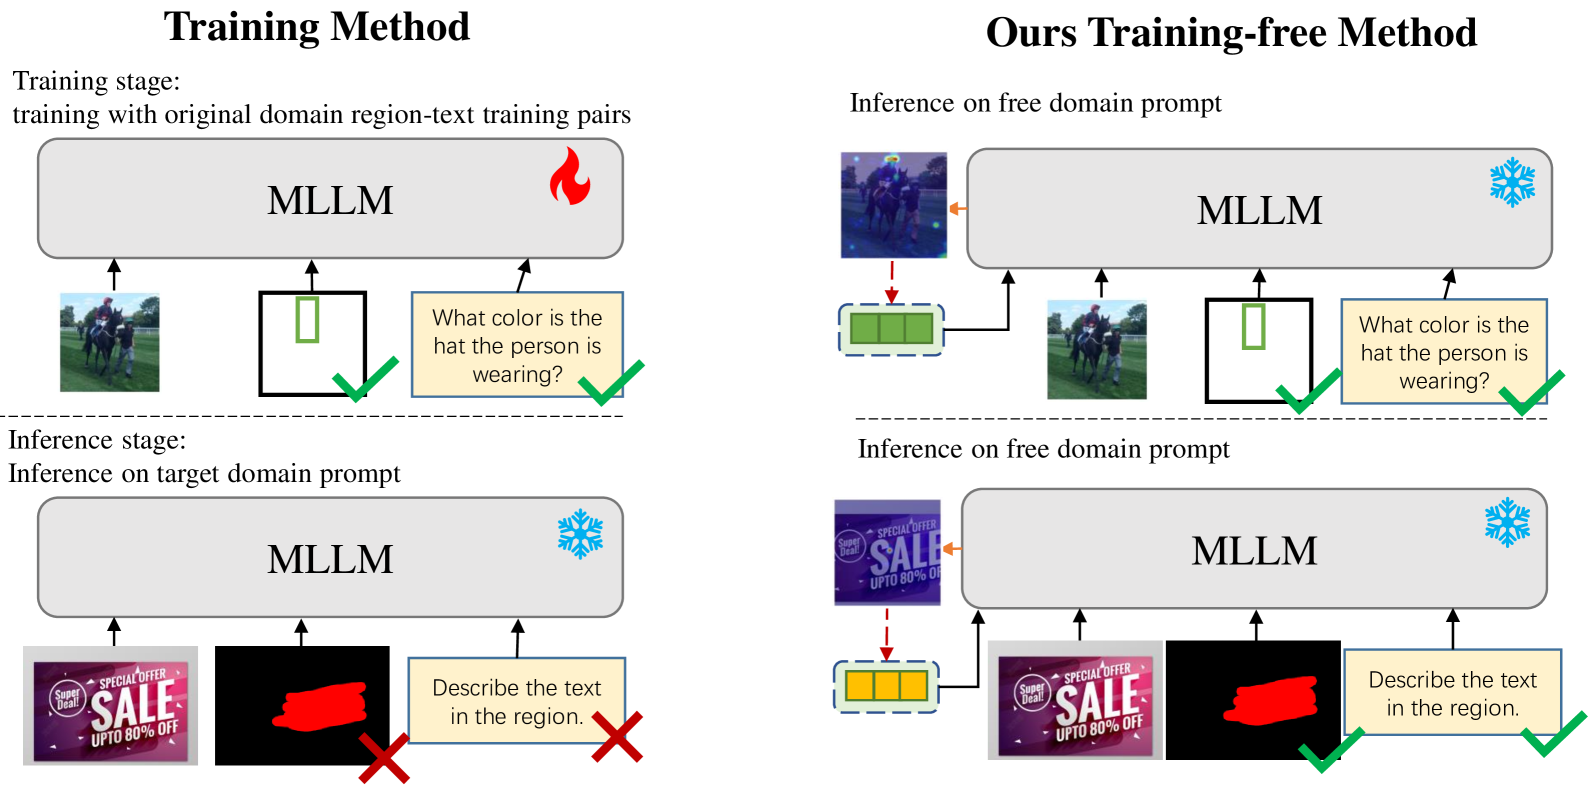 Training Method
Training stage:
training with original domain region-text training pairs
MLLM
What color is the
hat the person is
wearing?
Inference stage:
Inference on target domain prompt
MLLM
Super
Deal!
SPECIAL OFFER
SALE
UPTO 80% OFF
Describe the text
in the region.
Ours Training-free Method
Inference on free domain prompt
MLLM
What color is the
hat the person is
wearing?
Inference on free domain prompt
Super
Deal!
SPECIAL OFFER
SALE
UPTO 80% OF
MLLM
Super
Deal!
SPECIAL OFFER
SALE
UPTO 80% OFF
Describe the text
in the region.